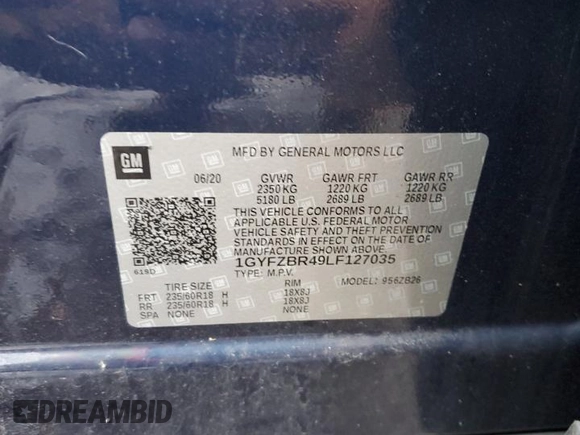 GM
MFD BY GENERAL MOTORS LLC
06/20 GVWR GAWR FRT GAWR RR
2350 KG 1220 KG 1220 KG
5180 LB 2689 LB 2689 LB
THIS VEHICLE CONFORMS TO ALL
APPLICABLE U.S. FEDERAL MOTOR
VEHICLE SAFETY AND THEFT PREVENTION
STANDARDS IN EFFECT ON THE DATE OF
MANUFACTURE SHOWN ABOVE.
1GYFZBR49LF127035
618D TYPE: M.P.V. MODEL: 956ZB26
TIRE SIZE RIM
FRT 235/60R18 H 18X8J
RR 235/60R18 H 18X8J
SPA NONE NONE
DREAMBID